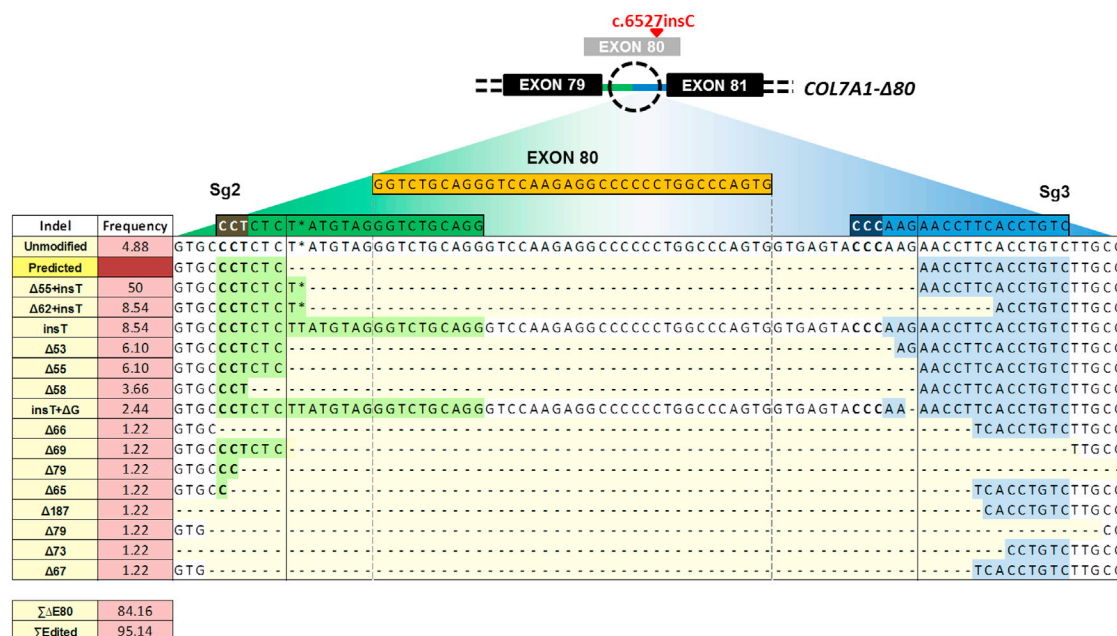 c.6527insC
EXON 80
EXON 79
EXON 81
COL7A1-Δ80
EXON 80
GGTCTGCAGGGTCCAAGAGGCCCCCCTGGCCCAGTG
Sg2
Sg3
CCTCTCT*ATGTAGGGTCTGCAGG
CCCAAGAACCTTCACCTGTC
Indel Frequency
Unmodified 4.88 GTGCCCTCTCT*ATGTAGGGTCTGCAGGGTCCAAGAGGCCCCCCTGGCCCAGTGGTGAGTACCCAAGAACCTTCACCTGTCTTGCC
Predicted GTGCCCTCTC----------------------------------------------------------AACCTTCACCTGTCTTGCC
Δ55+insT 50 GTGCCCTCTCT*--------------------------------------------------------AACCTTCACCTGTCTTGCC
Δ62+insT 8.54 GTGCCCTCTCT*---------------------------------------------------------------ACCTGTCTTGCC
insT 8.54 GTGCCCTCTCTTATGTAGGGTCTGCAGGGTCCAAGAGGCCCCCCTGGCCCAGTGGTGAGTACCCAAGAACCTTCACCTGTCTTGCC
Δ53 6.10 GTGCCCTCTC--------------------------------------------------------AGAACCTTCACCTGTCTTGCC
Δ55 6.10 GTGCCCTCTC----------------------------------------------------------AACCTTCACCTGTCTTGCC
Δ58 3.66 GTGCCCT-------------------------------------------------------------AACCTTCACCTGTCTTGCC
insT+ΔG 2.44 GTGCCCTCTCTTATGTAGGGTCTGCAGGGTCCAAGAGGCCCCCCTGGCCCAGTGGTGAGTACCCAA-AACCTTCACCTGTCTTGCC
Δ66 1.22 GTGC---------------------------------------------------------------------TCACCTGTCTTGCC
Δ69 1.22 GTGCCCTCTC------------------------------------------------------------------------TTGCC
Δ79 1.22 GTGCCC--------------------------------------------------------------------------------
Δ65 1.22 GTGCC--------------------------------------------------------------------TCACCTGTCTTGCC
Δ187 1.22 --------------------------------------------------------------------------CACCTGTCTTGCC
Δ79 1.22 GTG---------------------------------------------------------------------------------CC
Δ73 1.22 ----------------------------------------------------------------------------CCTGTCTTGCC
Δ67 1.22 GTG----------------------------------------------------------------------TCACCTGTCTTGCC
∑ΔE80 84.16
∑Edited 95.14